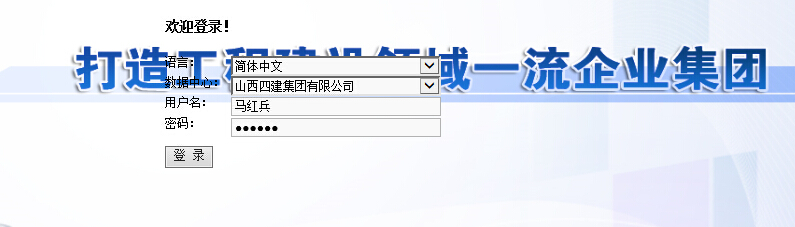 欢迎登录!
打造工程建设领域一流企业集团
语言: 简体中文
数据中心: 山西四建集团有限公司
用户名: 马红兵
密码: ●●●●●●
登 录